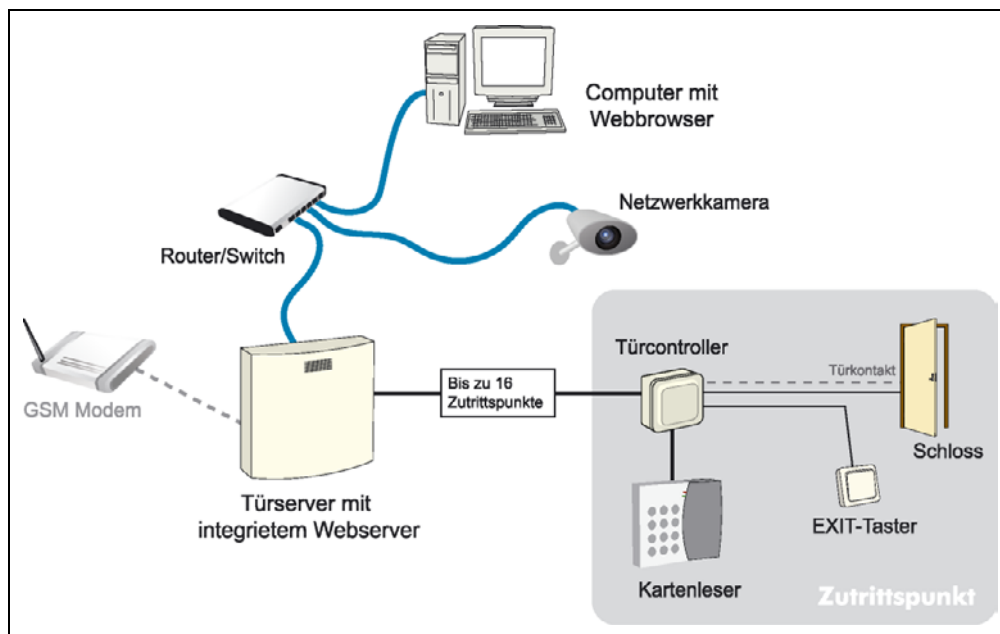 Computer mit
Webbrowser
Netzwerkkamera
Router/Switch
GSM Modem
Bis zu 16
Zutrittspunkte
Türcontroller
Türkontakt
Schloss
Türserver mit
integrietem Webserver
EXIT-Taster
Kartenleser
Zutrittspunkt